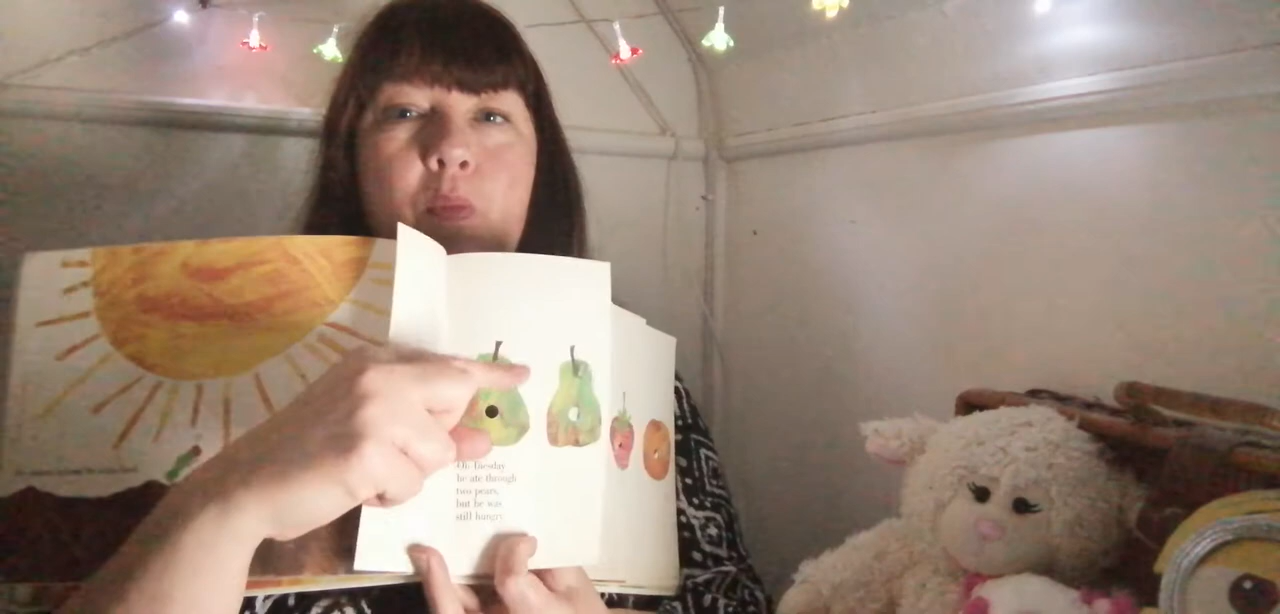 On Tuesday
he ate through
two pears,
but he was
still hungry.